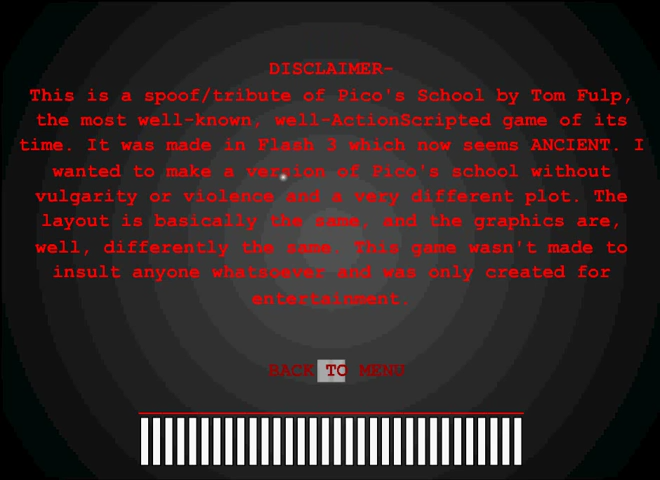 DISCLAIMER-
This is a spoof/tribute of Pico's School by Tom Fulp,
the most well-known, well-ActionScripted game of its
time. It was made in Flash 3 which now seems ANCIENT. I
wanted to make a version of Pico's school without
vulgarity or violence and a very different plot. The
layout is basically the same, and the graphics are,
well, differently the same. This game wasn't made to
insult anyone whatsoever and was only created for
entertainment.
BACK TO MENU